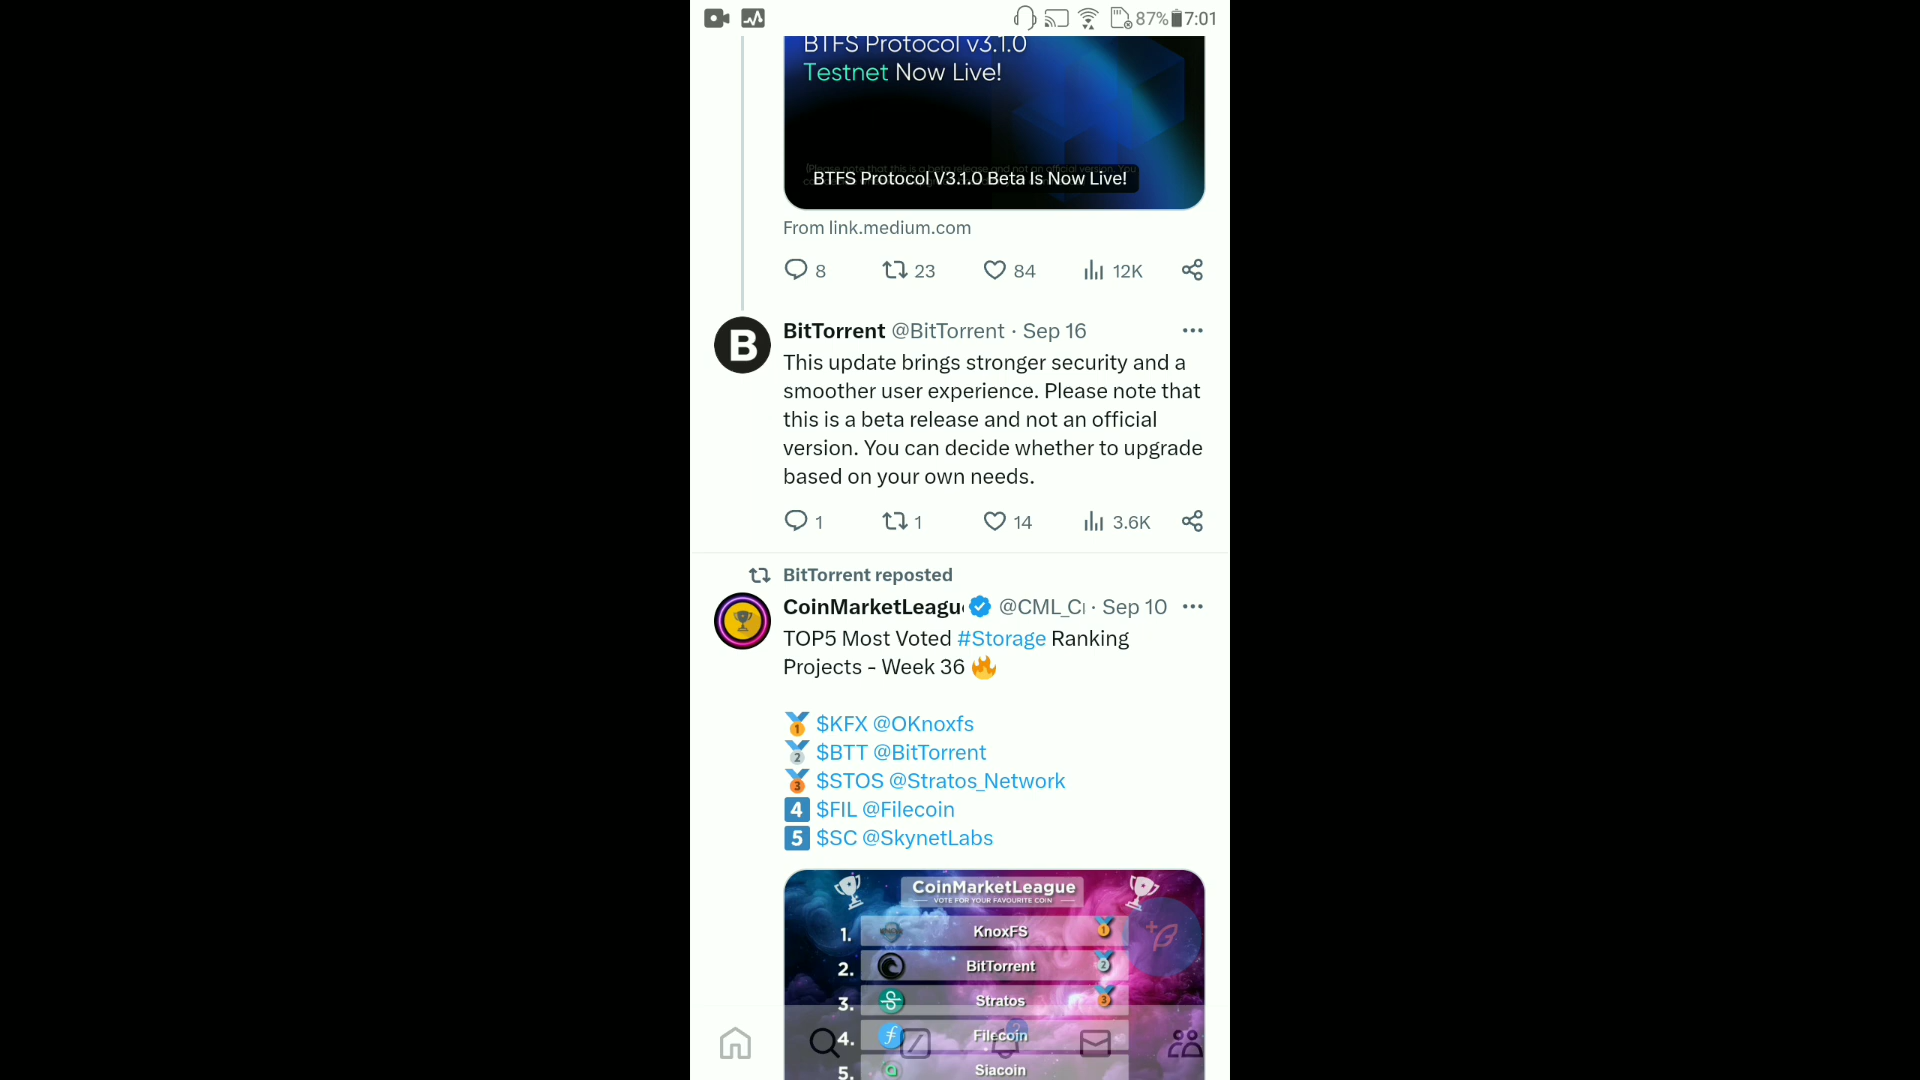 87% 7:01
BTFS Protocol v3.1.0
Testnet Now Live!
BTFS Protocol V3.1.0 Beta Is Now Live!
From link.medium.com
8 23 84 12K
B BitTorrent @BitTorrent · Sep 16
This update brings stronger security and a
smoother user experience. Please note that
this is a beta release and not an official
version. You can decide whether to upgrade
based on your own needs.
1 1 14 3.6K
BitTorrent reposted
CoinMarketLeagu @CML_C · Sep 10
TOP5 Most Voted #Storage Ranking
Projects - Week 36 🔥
🥇 $KFX @OKnoxfs
🥈 $BTT @BitTorrent
🥉 $STOS @Stratos_Network
4️⃣ $FIL @Filecoin
5️⃣ $SC @SkynetLabs
CoinMarketLeague
VOTE FOR YOUR FAVOURITE COIN
1. KnoxFS 1
2. BitTorrent 2
3. Stratos 3
4. Filecoin
5. Siacoin